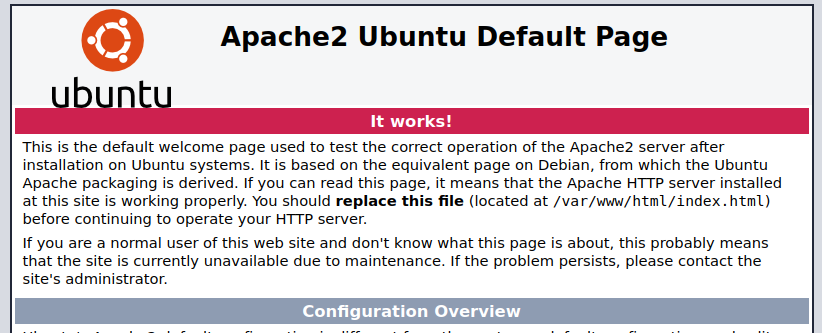 Apache2 Ubuntu Default Page
ubuntu
It works!
This is the default welcome page used to test the correct operation of the Apache2 server after
installation on Ubuntu systems. It is based on the equivalent page on Debian, from which the Ubuntu
Apache packaging is derived. If you can read this page, it means that the Apache HTTP server installed
at this site is working properly. You should replace this file (located at /var/www/html/index.html)
before continuing to operate your HTTP server.
If you are a normal user of this web site and don't know what this page is about, this probably means
that the site is currently unavailable due to maintenance. If the problem persists, please contact the
site's administrator.
Configuration Overview